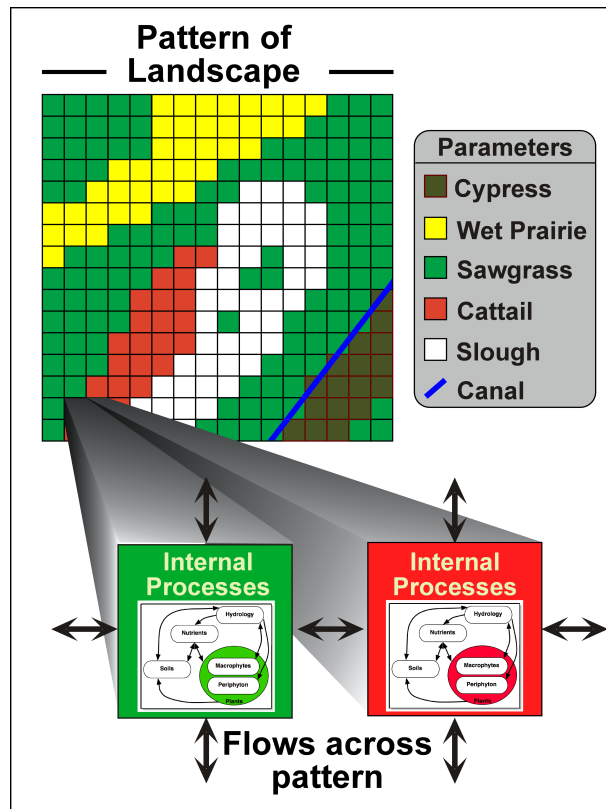 Pattern of
Landscape
Parameters
Cypress
Wet Prairie
Sawgrass
Cattail
Slough
Canal
Internal
Processes
Hydrology
Nutrients
Soils
Macrophytes
Periphyton
Plants
Internal
Processes
Hydrology
Nutrients
Soils
Macrophytes
Periphyton
Plants
Flows across
pattern